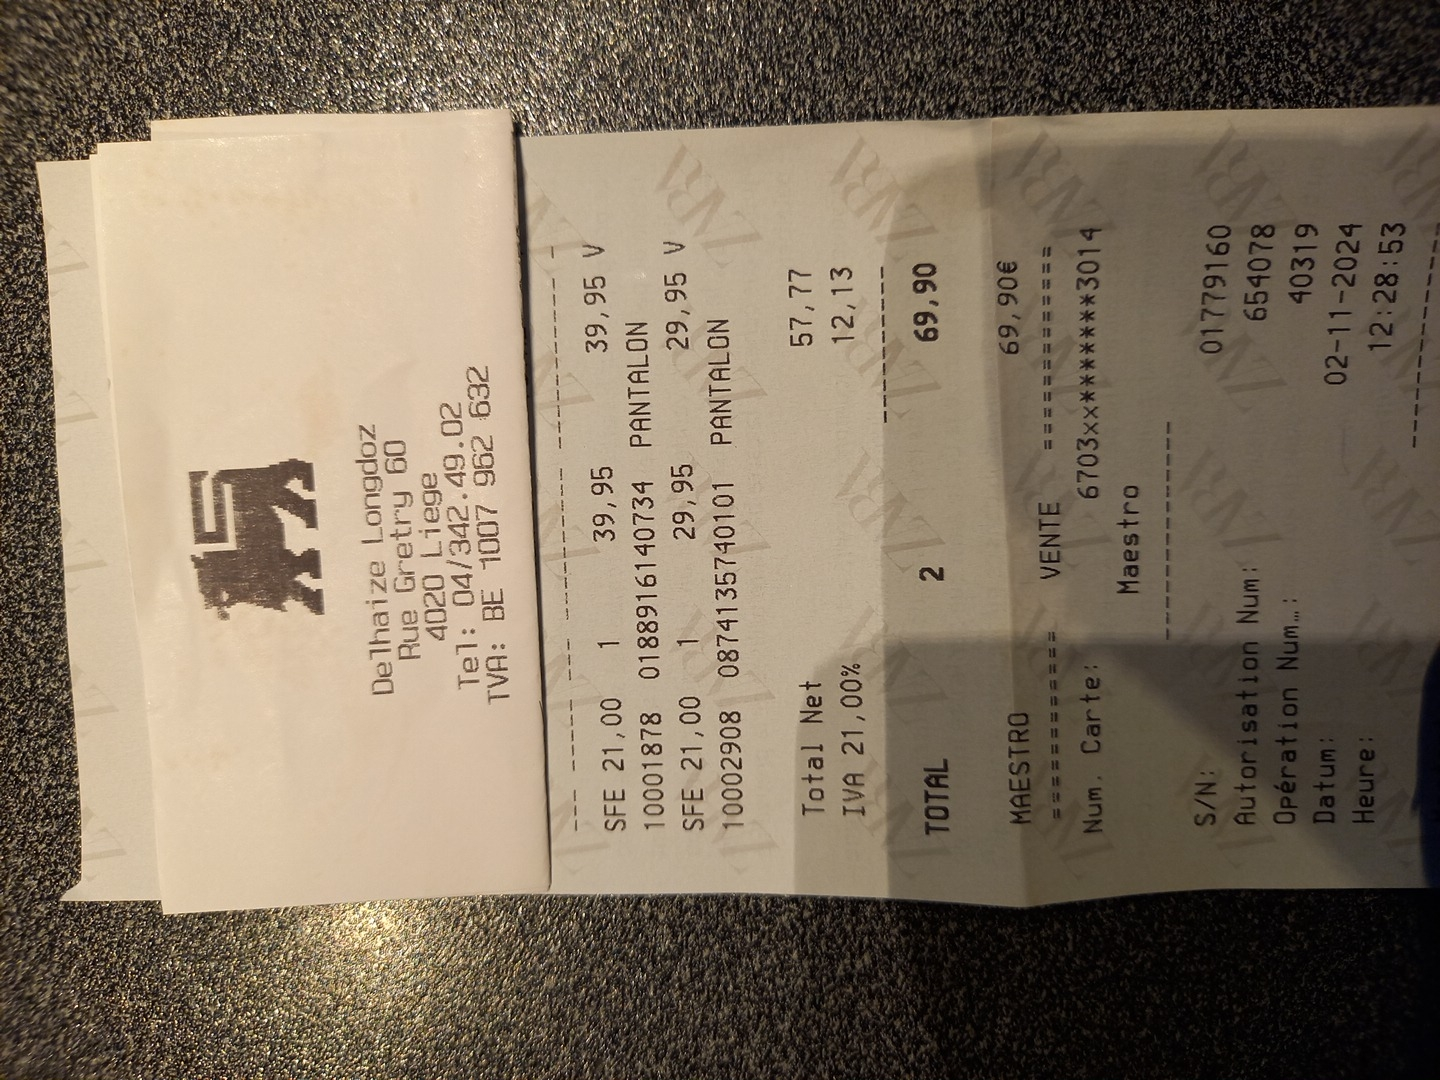 Delhaize Longdoz
Rue Gretry 60
4020 Liege
Tel: 04/342.49.02
TVA: BE 1007 962 632
SFE 21,00 1 39,95 39,95 V
10001878 0188916140734 PANTALON
SFE 21,00 1 29,95 29,95 V
10002908 0874135740101 PANTALON
Total Net 57,77
IVA 21,00% 12,13
TOTAL 2 69,90
MAESTRO 69,90€
============ VENTE ============
Num. Carte: 6703xx********3014
Maestro
S/N: 01779160
Autorisation Num: 654078
Opération Num…: 40319
Datum: 02-11-2024
Heure: 12:28:53